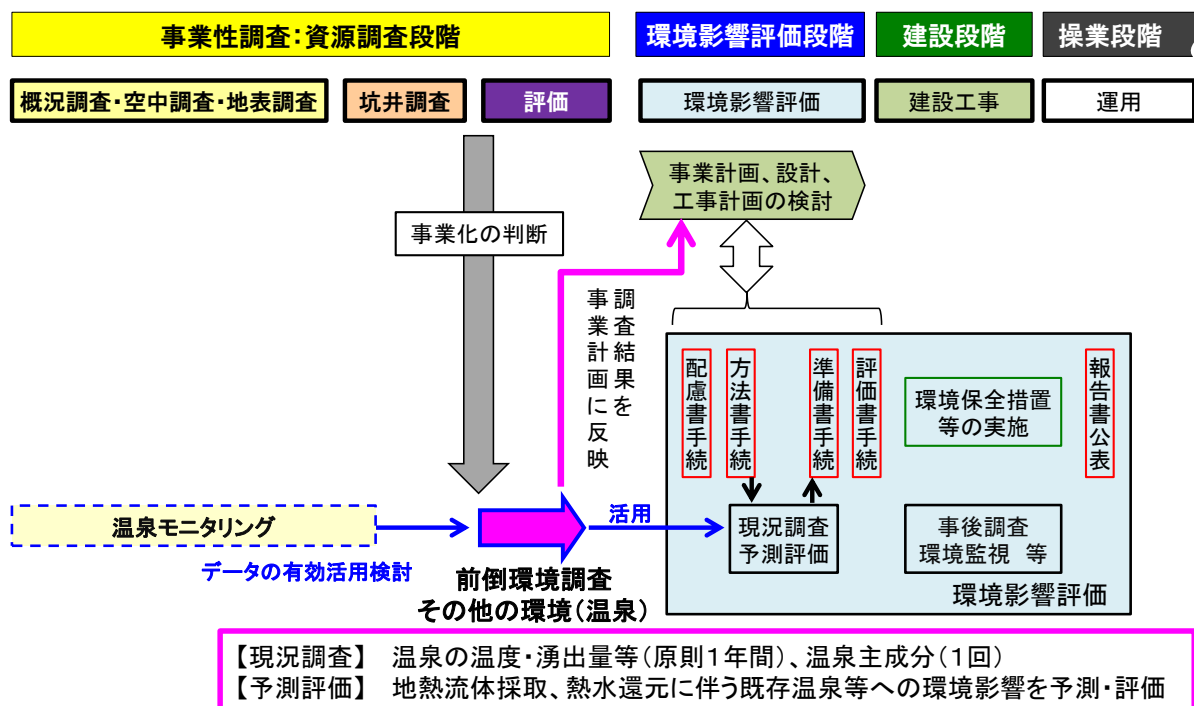 事業性調査:資源調査段階
環境影響評価段階
建設段階
操業段階
概況調査・空中調査・地表調査
坑井調査
評価
環境影響評価
建設工事
運用
事業計画、設計、
工事計画の検討
事業化の判断
調査結果を
事業計画に反映
配慮書手続
方法書手続
準備書手続
評価書手続
環境保全措置
等の実施
報告書公表
温泉モニタリング
データの有効活用検討
活用
現況調査
予測評価
事後調査
環境監視 等
前倒環境調査
その他の環境(温泉)
環境影響評価
【現況調査】 温泉の温度・湧出量等(原則1年間)、温泉主成分(1回)
【予測評価】 地熱流体採取、熱水還元に伴う既存温泉等への環境影響を予測・評価